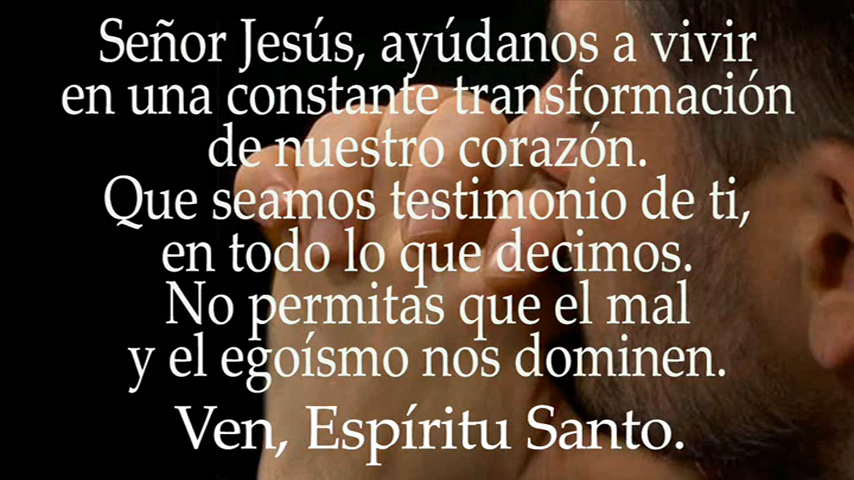 Señor Jesús, ayúdanos a vivir
en una constante transformación
de nuestro corazón.
Que seamos testimonio de ti,
en todo lo que decimos.
No permitas que el mal
y el egoísmo nos dominen.
Ven, Espíritu Santo.